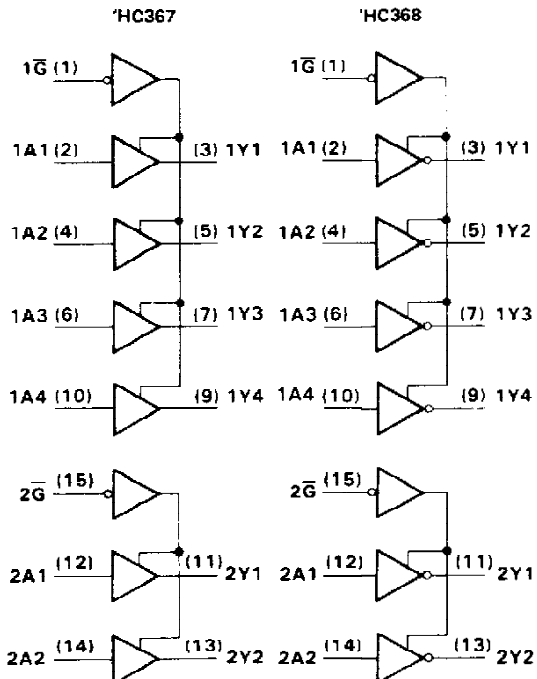 'HC367 'HC368
1G̅ (1) 1G̅ (1)
1A1 (2) (3) 1Y1 1A1 (2) (3) 1Y1
1A2 (4) (5) 1Y2 1A2 (4) (5) 1Y2
1A3 (6) (7) 1Y3 1A3 (6) (7) 1Y3
1A4 (10) (9) 1Y4 1A4 (10) (9) 1Y4
2G̅ (15) 2G̅ (15)
2A1 (12) (11) 2Y1 2A1 (12) (11) 2Y1
2A2 (14) (13) 2Y2 2A2 (14) (13) 2Y2